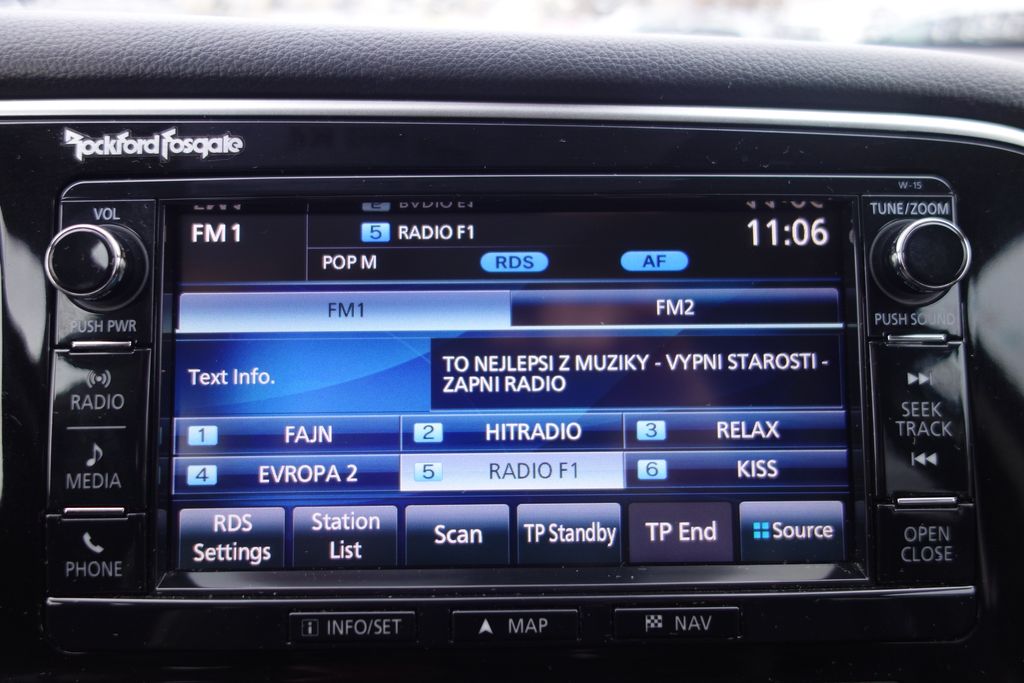 Rockford Fosgate
W-15
VOL
TUNE/ZOOM
FM1
5 RADIO F1
11:06
POP M
RDS
AF
PUSH PWR
PUSH SOUND
FM1
FM2
Text Info.
TO NEJLEPSI Z MUZIKY - VYPNI STAROSTI -
ZAPNI RADIO
RADIO
MEDIA
PHONE
1 FAJN
2 HITRADIO
3 RELAX
4 EVROPA 2
5 RADIO F1
6 KISS
SEEK
TRACK
OPEN
CLOSE
RDS
Settings
Station
List
Scan
TP Standby
TP End
Source
i INFO/SET
MAP
NAV